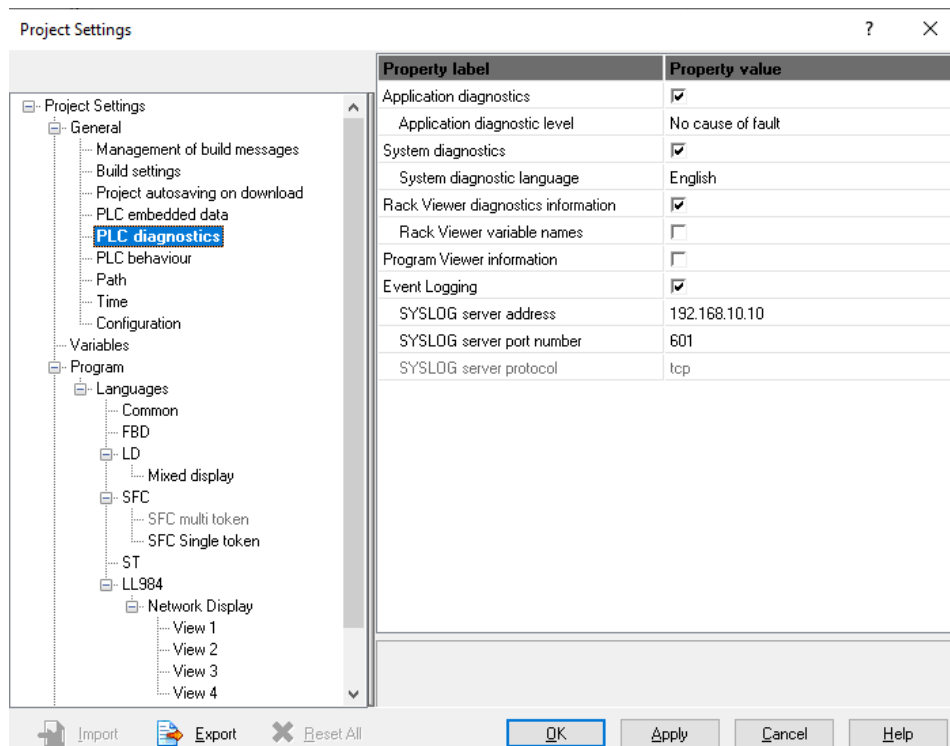 Project Settings
?
Property label Property value
Project Settings
General
Management of build messages
Build settings
Project autosaving on download
PLC embedded data
PLC diagnostics
PLC behaviour
Path
Time
Configuration
Variables
Program
Languages
Common
FBD
LD
Mixed display
SFC
SFC multi token
SFC Single token
ST
LL984
Network Display
View 1
View 2
View 3
View 4
Application diagnostics
Application diagnostic level No cause of fault
System diagnostics
System diagnostic language English
Rack Viewer diagnostics information
Rack Viewer variable names
Program Viewer information
Event Logging
SYSLOG server address 192.168.10.10
SYSLOG server port number 601
SYSLOG server protocol tcp
Import Export Reset All OK Apply Cancel Help